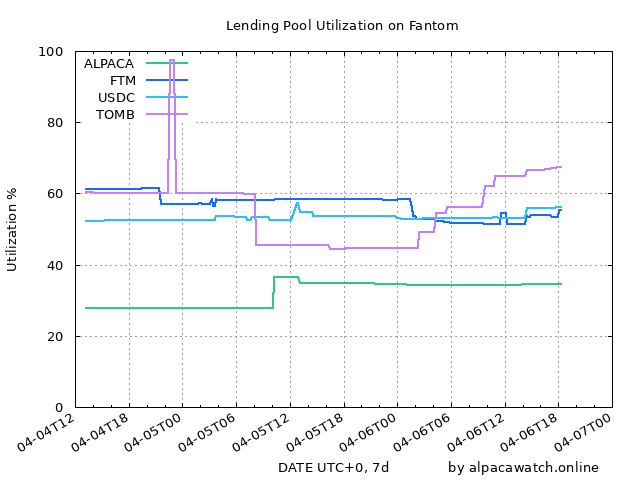 Lending Pool Utilization on Fantom
ALPACA
FTM
USDC
TOMB
Utilization %
100
80
60
40
20
0
04-04T12
04-04T18
04-05T00
04-05T06
04-05T12
04-05T18
04-06T00
04-06T06
04-06T12
04-06T18
04-07T00
DATE UTC+0, 7d
by alpacawatch.online